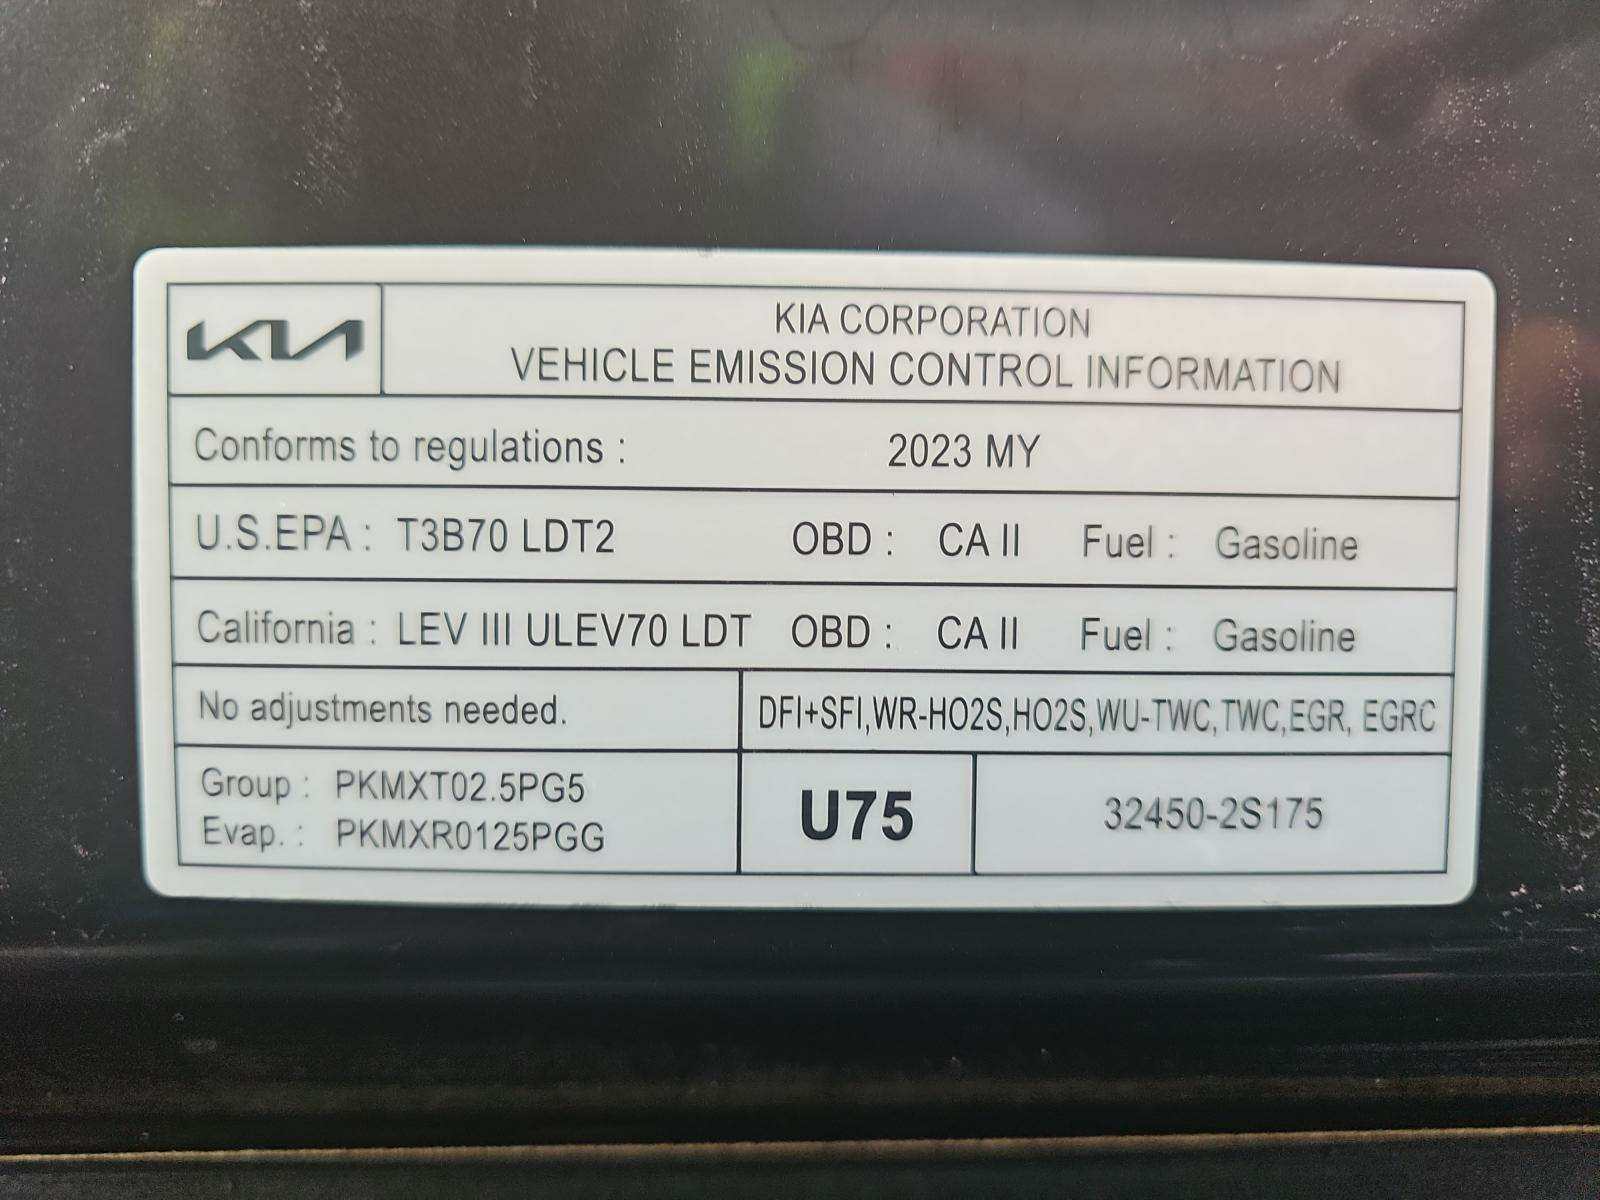 KIA
KIA CORPORATION
VEHICLE EMISSION CONTROL INFORMATION
Conforms to regulations : 2023 MY
U.S.EPA : T3B70 LDT2 OBD : CA II Fuel : Gasoline
California : LEV III ULEV70 LDT OBD : CA II Fuel : Gasoline
No adjustments needed. DFI+SFI,WR-HO2S,HO2S,WU-TWC,TWC,EGR, EGRC
Group : PKMXT02.5PG5
Evap. : PKMXR0125PGG
U75
32450-2S175